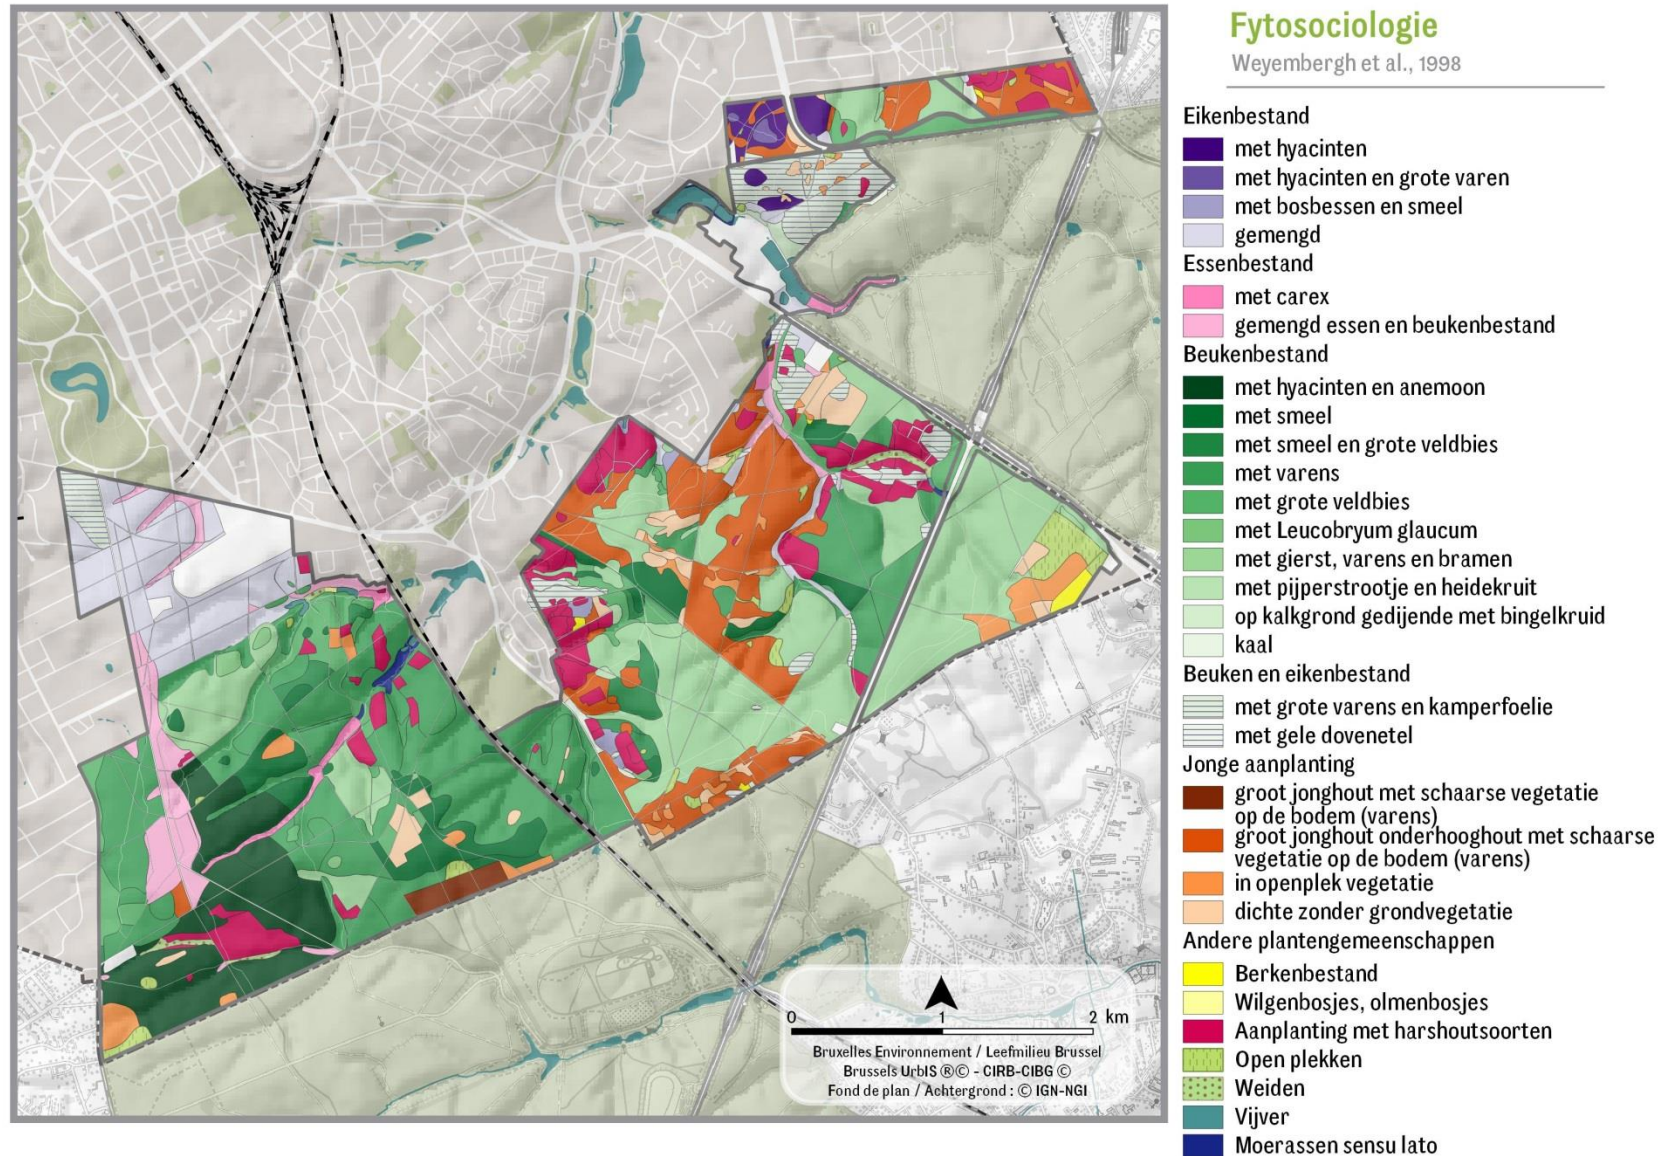 Fytosociologie
Weyembergh et al., 1998
Eikenbestand
met hyacinten
met hyacinten en grote varen
met bosbessen en smeel
gemengd
Essenbestand
met carex
gemengd essen en beukenbestand
Beukenbestand
met hyacinten en anemoon
met smeel
met smeel en grote veldbies
met varens
met grote veldbies
met Leucobryum glaucum
met gierst, varens en bramen
met pijperstrootje en heidekruit
op kalkgrond gedijende met bingelkruid
kaal
Beuken en eikenbestand
met grote varens en kamperfoelie
met gele dovenetel
Jonge aanplanting
groot jonghout met schaarse vegetatie
op de bodem (varens)
groot jonghout onderhooghout met schaarse
vegetatie op de bodem (varens)
in openplek vegetatie
dichte zonder grondvegetatie
Andere plantengemeenschappen
Berkenbestand
Wilgenbosjes, olmenbosjes
Aanplanting met harshoutsoorten
Open plekken
Weiden
Vijver
Moerassen sensu lato
0 1 2 km
Bruxelles Environnement / Leefmilieu Brussel
Brussels UrbIS ®© - CIRB-CIBG ©
Fond de plan / Achtergrond : © IGN-NGI